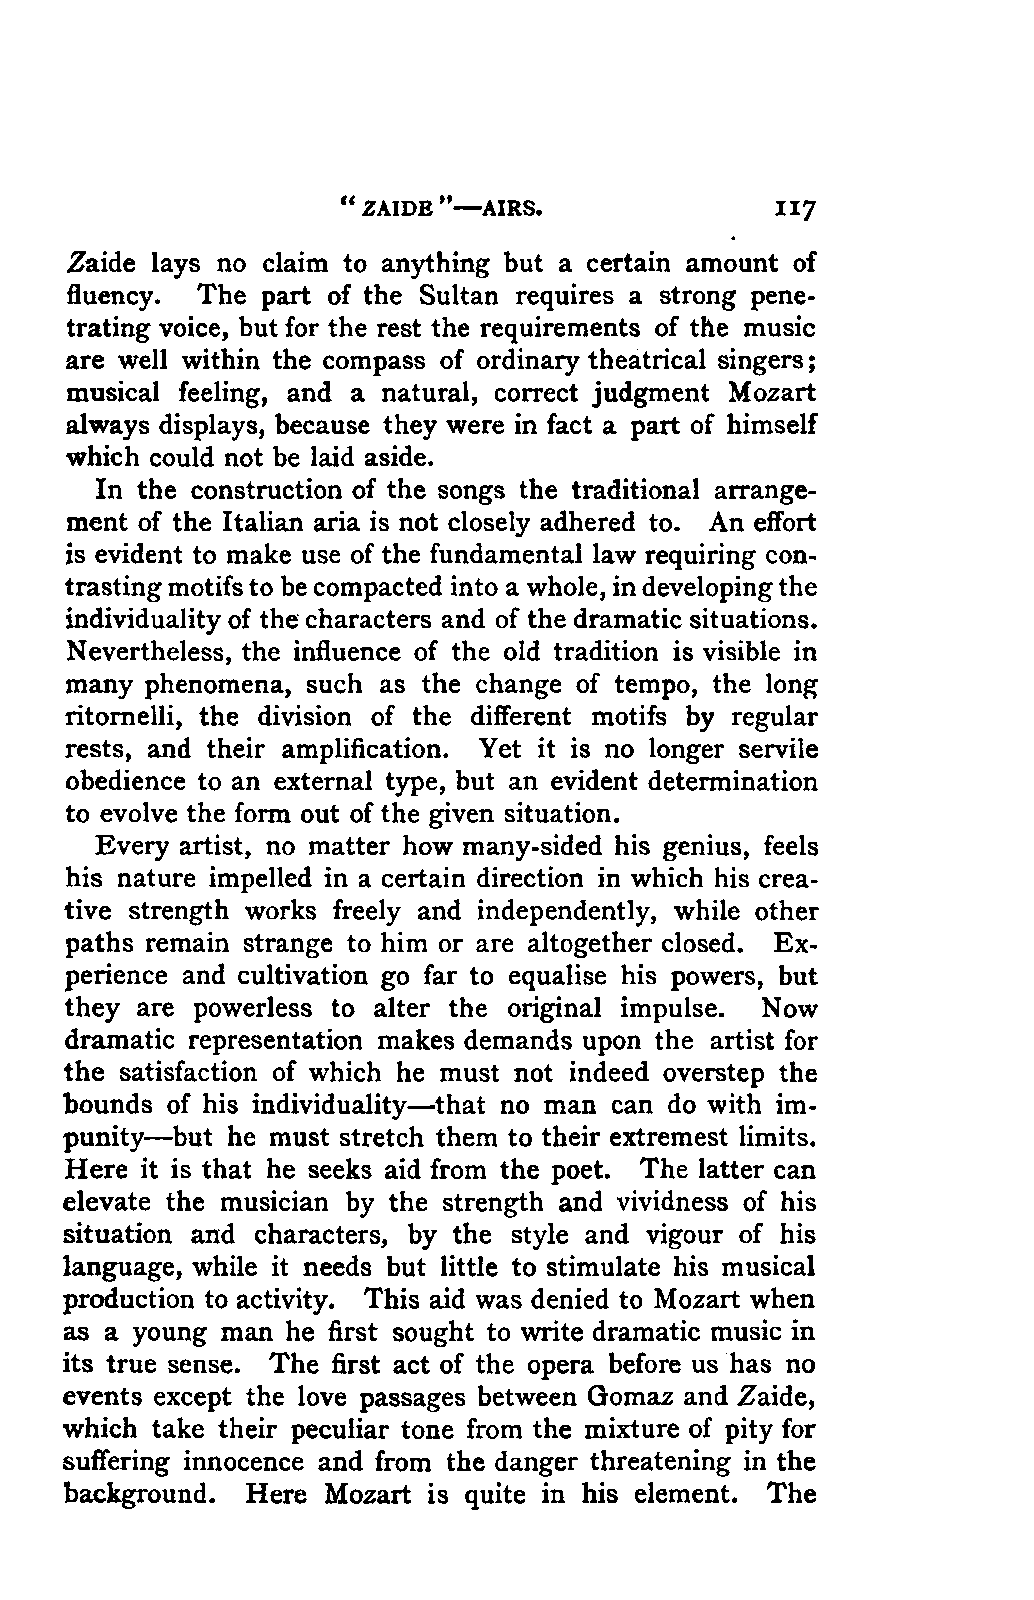 "ZAIDE"—AIRS. 117
Zaide lays no claim to anything but a certain amount of
fluency. The part of the Sultan requires a strong pene-
trating voice, but for the rest the requirements of the music
are well within the compass of ordinary theatrical singers;
musical feeling, and a natural, correct judgment Mozart
always displays, because they were in fact a part of himself
which could not be laid aside.
In the construction of the songs the traditional arrange-
ment of the Italian aria is not closely adhered to. An effort
is evident to make use of the fundamental law requiring con-
trasting motifs to be compacted into a whole, in developing the
individuality of the characters and of the dramatic situations.
Nevertheless, the influence of the old tradition is visible in
many phenomena, such as the change of tempo, the long
ritornelli, the division of the different motifs by regular
rests, and their amplification. Yet it is no longer servile
obedience to an external type, but an evident determination
to evolve the form out of the given situation.
Every artist, no matter how many-sided his genius, feels
his nature impelled in a certain direction in which his crea-
tive strength works freely and independently, while other
paths remain strange to him or are altogether closed. Ex-
perience and cultivation go far to equalise his powers, but
they are powerless to alter the original impulse. Now
dramatic representation makes demands upon the artist for
the satisfaction of which he must not indeed overstep the
bounds of his individuality—that no man can do with im-
punity—but he must stretch them to their extremest limits.
Here it is that he seeks aid from the poet. The latter can
elevate the musician by the strength and vividness of his
situation and characters, by the style and vigour of his
language, while it needs but little to stimulate his musical
production to activity. This aid was denied to Mozart when
as a young man he first sought to write dramatic music in
its true sense. The first act of the opera before us has no
events except the love passages between Gomaz and Zaide,
which take their peculiar tone from the mixture of pity for
suffering innocence and from the danger threatening in the
background. Here Mozart is quite in his element. The